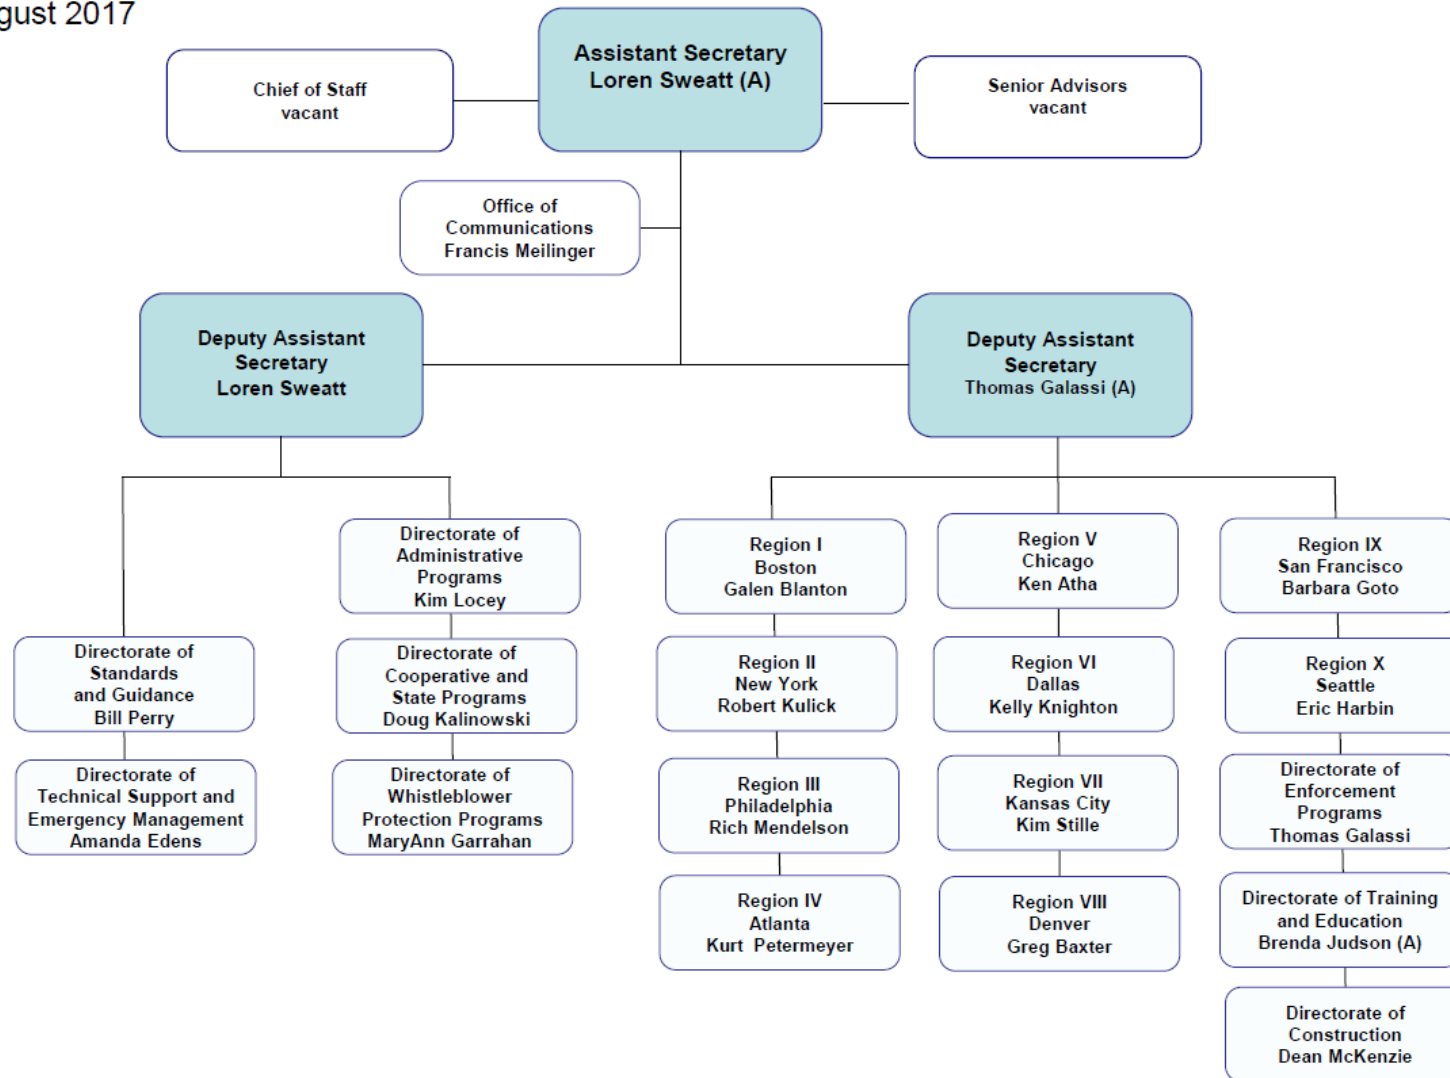 gust 2017
Assistant Secretary
Loren Sweatt (A)
Chief of Staff
vacant
Senior Advisors
vacant
Office of
Communications
Francis Meilinger
Deputy Assistant
Secretary
Loren Sweatt
Deputy Assistant
Secretary
Thomas Galassi (A)
Directorate of
Standards
and Guidance
Bill Perry
Directorate of
Technical Support and
Emergency Management
Amanda Edens
Directorate of
Administrative
Programs
Kim Locey
Directorate of
Cooperative and
State Programs
Doug Kalinowski
Directorate of
Whistleblower
Protection Programs
MaryAnn Garrahan
Region I
Boston
Galen Blanton
Region II
New York
Robert Kulick
Region III
Philadelphia
Rich Mendelson
Region IV
Atlanta
Kurt Petermeyer
Region V
Chicago
Ken Atha
Region VI
Dallas
Kelly Knighton
Region VII
Kansas City
Kim Stille
Region VIII
Denver
Greg Baxter
Region IX
San Francisco
Barbara Goto
Region X
Seattle
Eric Harbin
Directorate of
Enforcement
Programs
Thomas Galassi
Directorate of Training
and Education
Brenda Judson (A)
Directorate of
Construction
Dean McKenzie